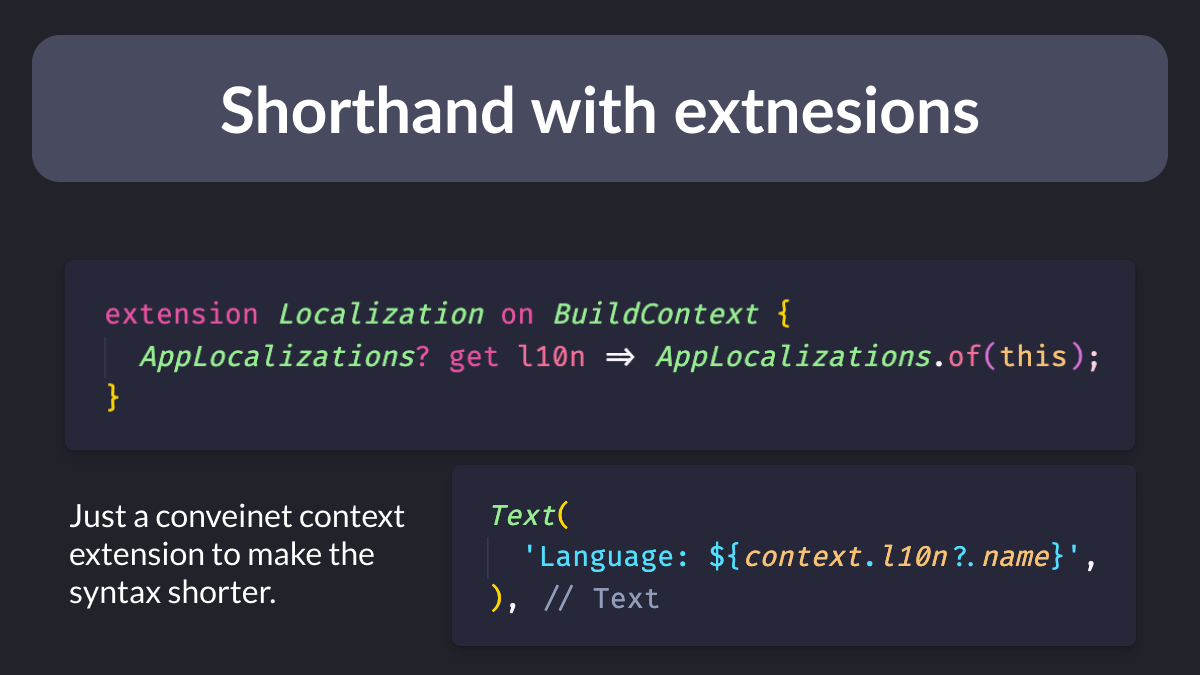 Shorthand with extnesions
extension Localization on BuildContext {
  AppLocalizations? get l10n => AppLocalizations.of(this);
}
Just a conveinet context
extension to make the
syntax shorter.
Text(
  'Language: ${context.l10n?.name}',
), // Text